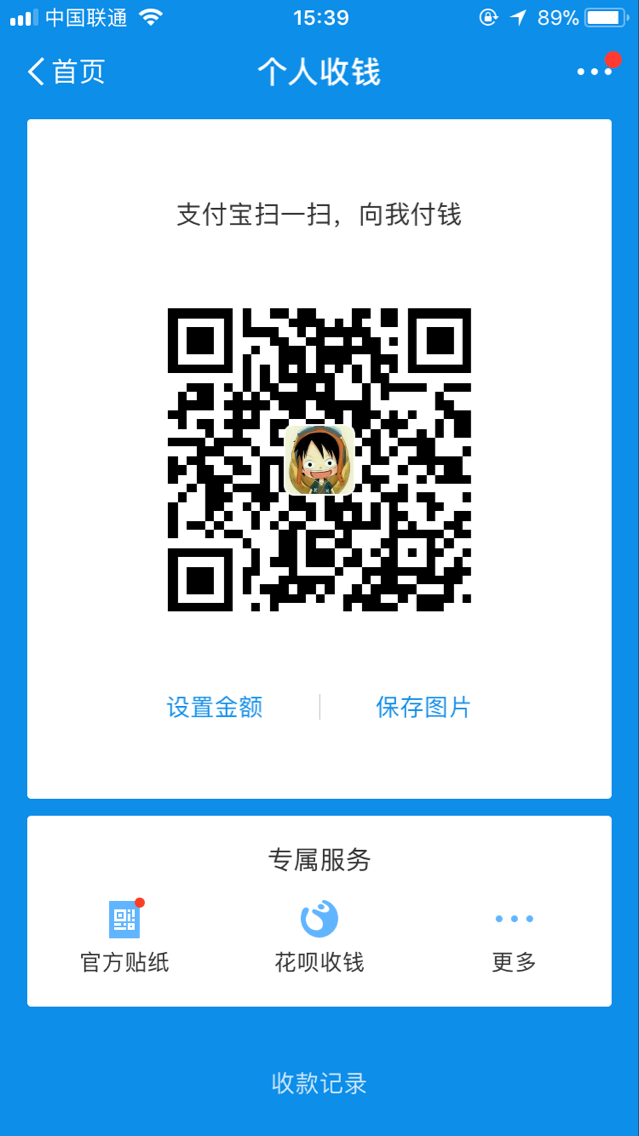 中国联通 15:39 89%
首页 个人收钱
支付宝扫一扫，向我付钱
设置金额 保存图片
专属服务
官方贴纸 花呗收钱 更多
收款记录